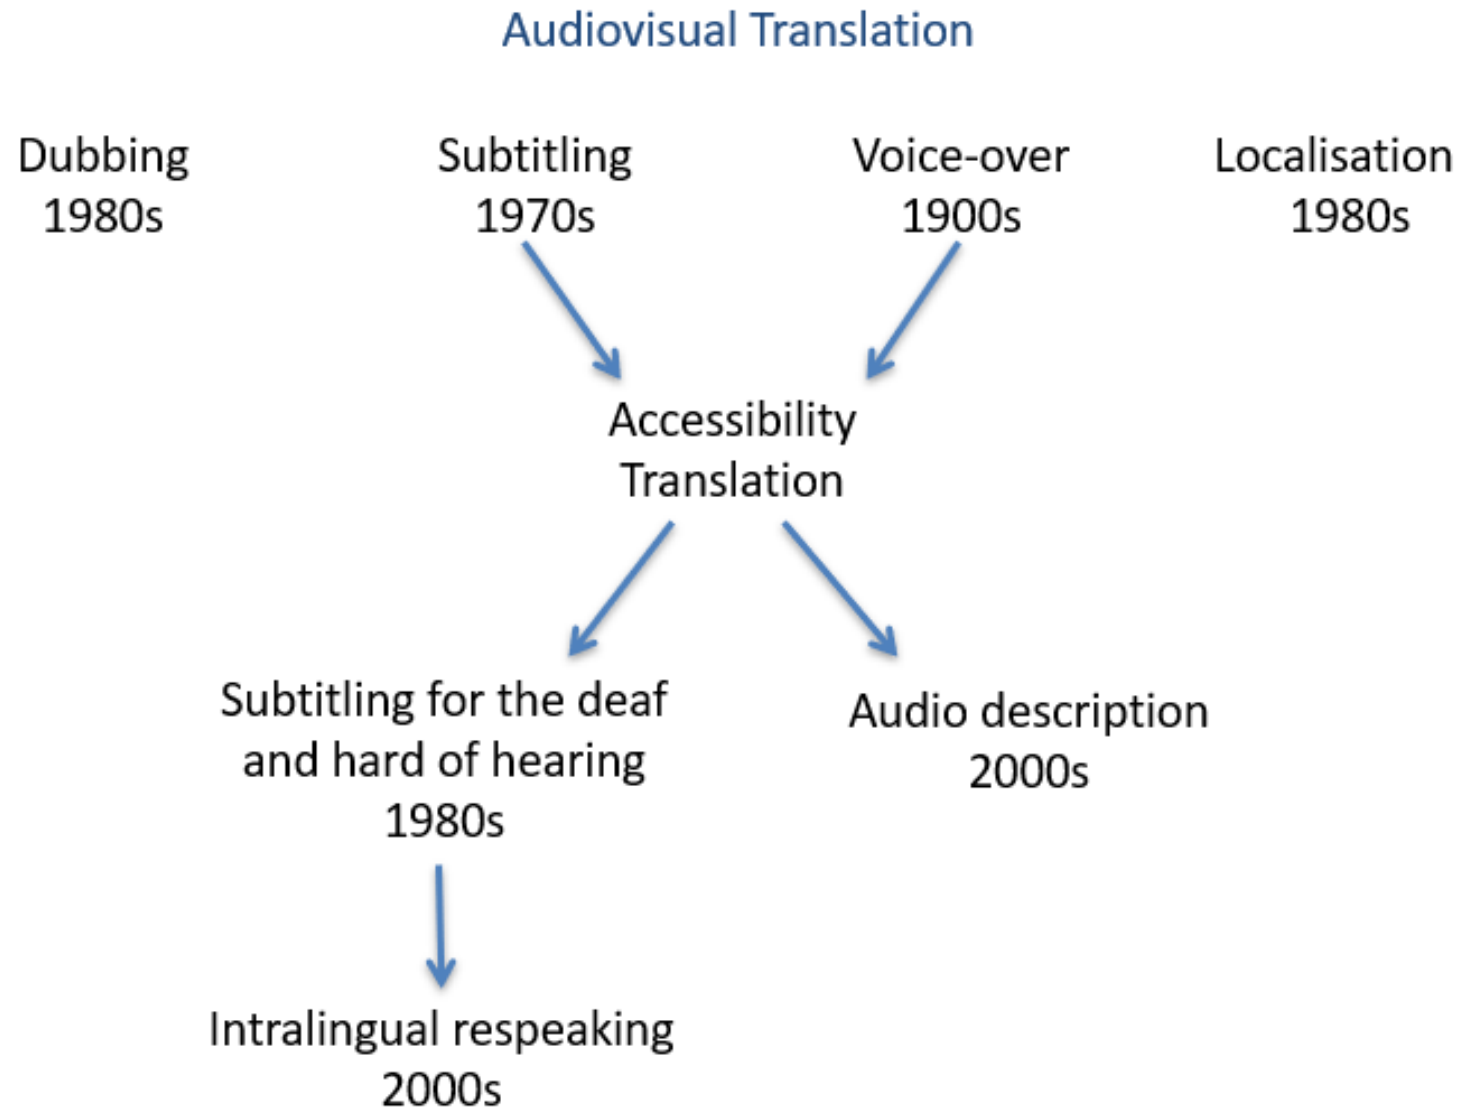 Audiovisual Translation
Dubbing
1980s
Subtitling
1970s
Voice-over
1900s
Localisation
1980s
Accessibility
Translation
Subtitling for the deaf
and hard of hearing
1980s
Audio description
2000s
Intralingual respeaking
2000s